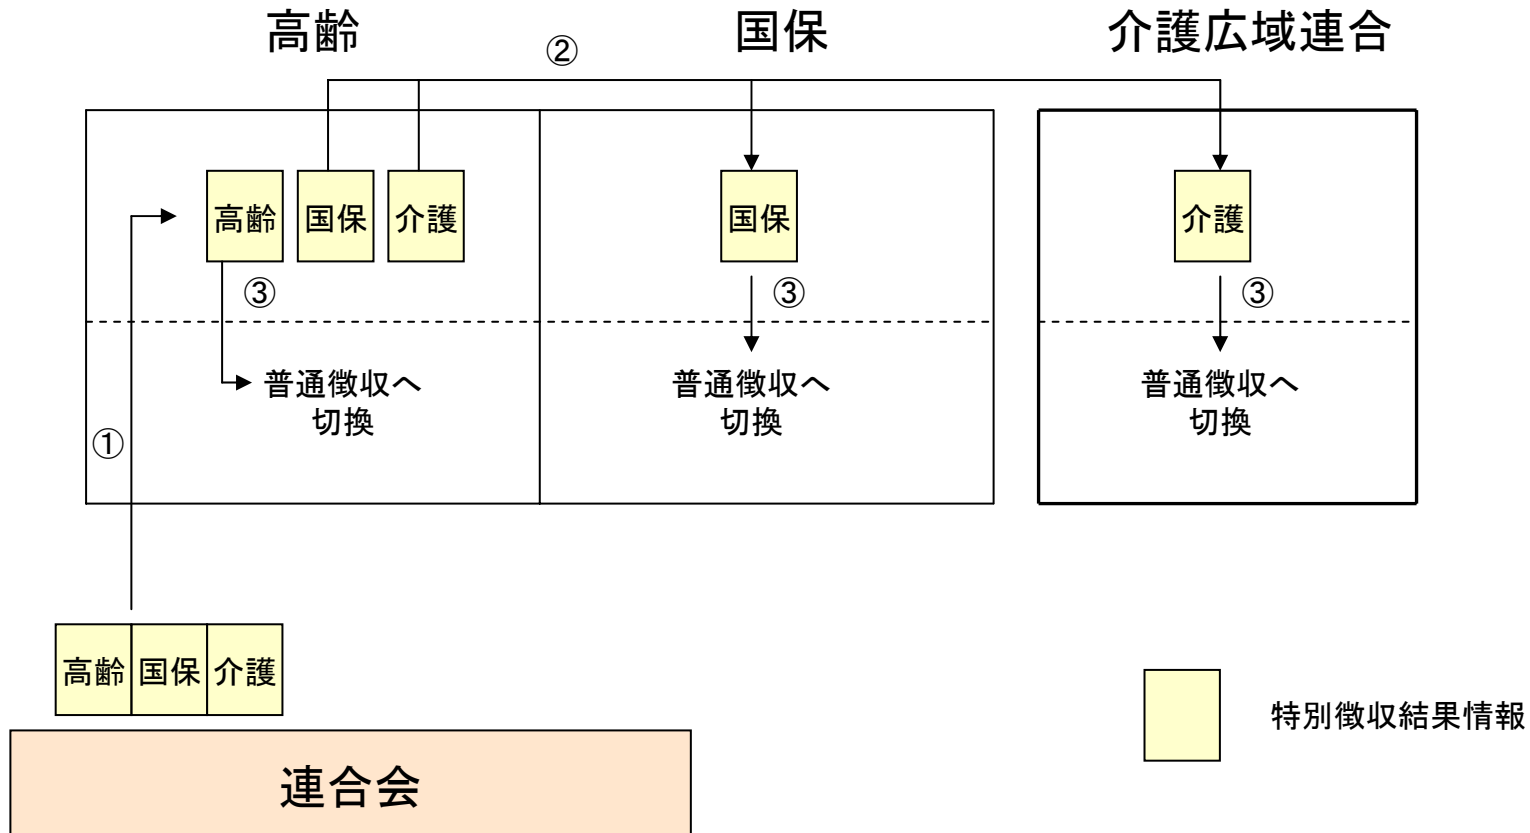 高齢
国保
介護広域連合
②
高齢
国保
介護
国保
介護
③
③
③
普通徴収へ
切換
普通徴収へ
切換
普通徴収へ
切換
①
高齢
国保
介護
特別徴収結果情報
連合会